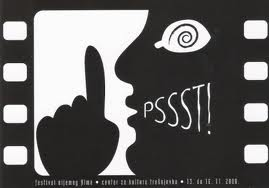 PSSST!
festival nijemog filma • centar za kulturu trešnjevka • 13. do 16. 11. 2008.